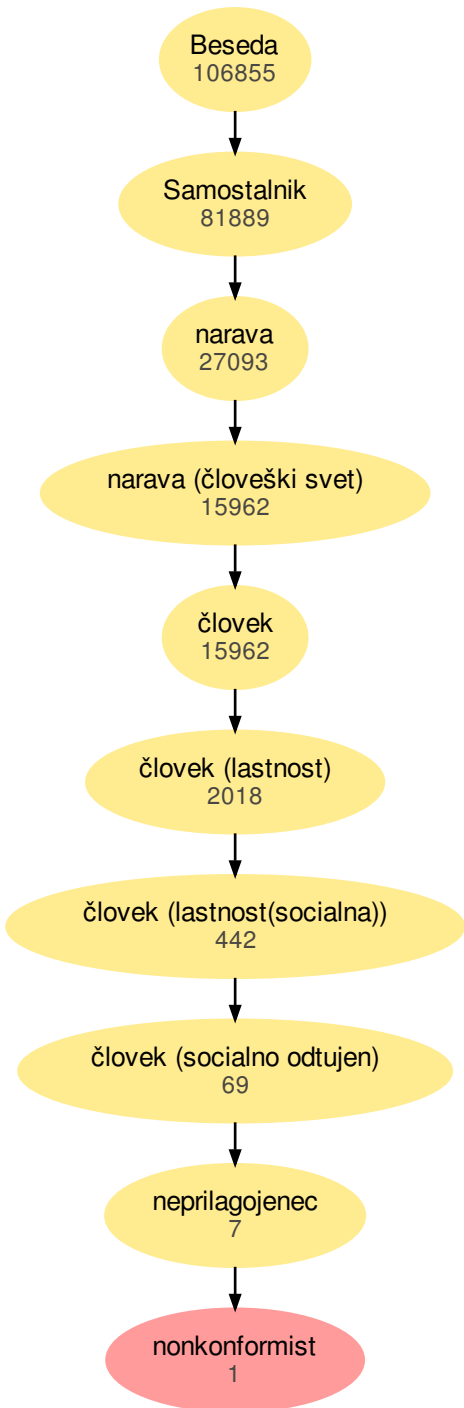 Beseda
106855
Samostalnik
81889
narava
27093
narava (človeški svet)
15962
človek
15962
človek (lastnost)
2018
človek (lastnost(socialna))
442
človek (socialno odtujen)
69
neprilagojenec
7
nonkonformist
1